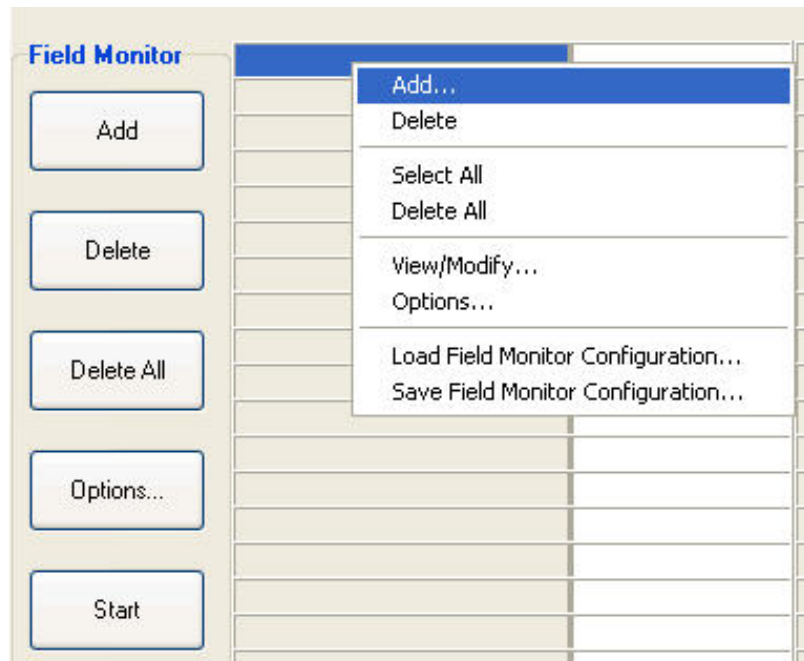 Field Monitor
Add
Delete
Delete All
Options...
Start
Add...
Delete
Select All
Delete All
View/Modify...
Options...
Load Field Monitor Configuration...
Save Field Monitor Configuration...